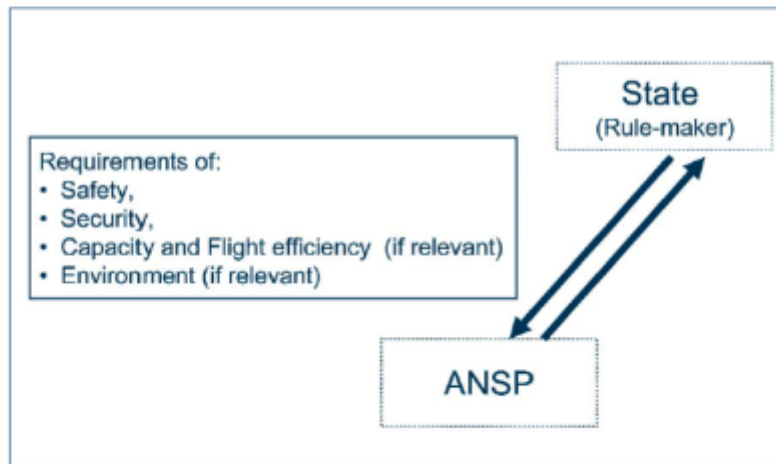 State
(Rule-maker)
Requirements of:
• Safety,
• Security,
• Capacity and Flight efficiency (if relevant)
• Environment (if relevant)
ANSP